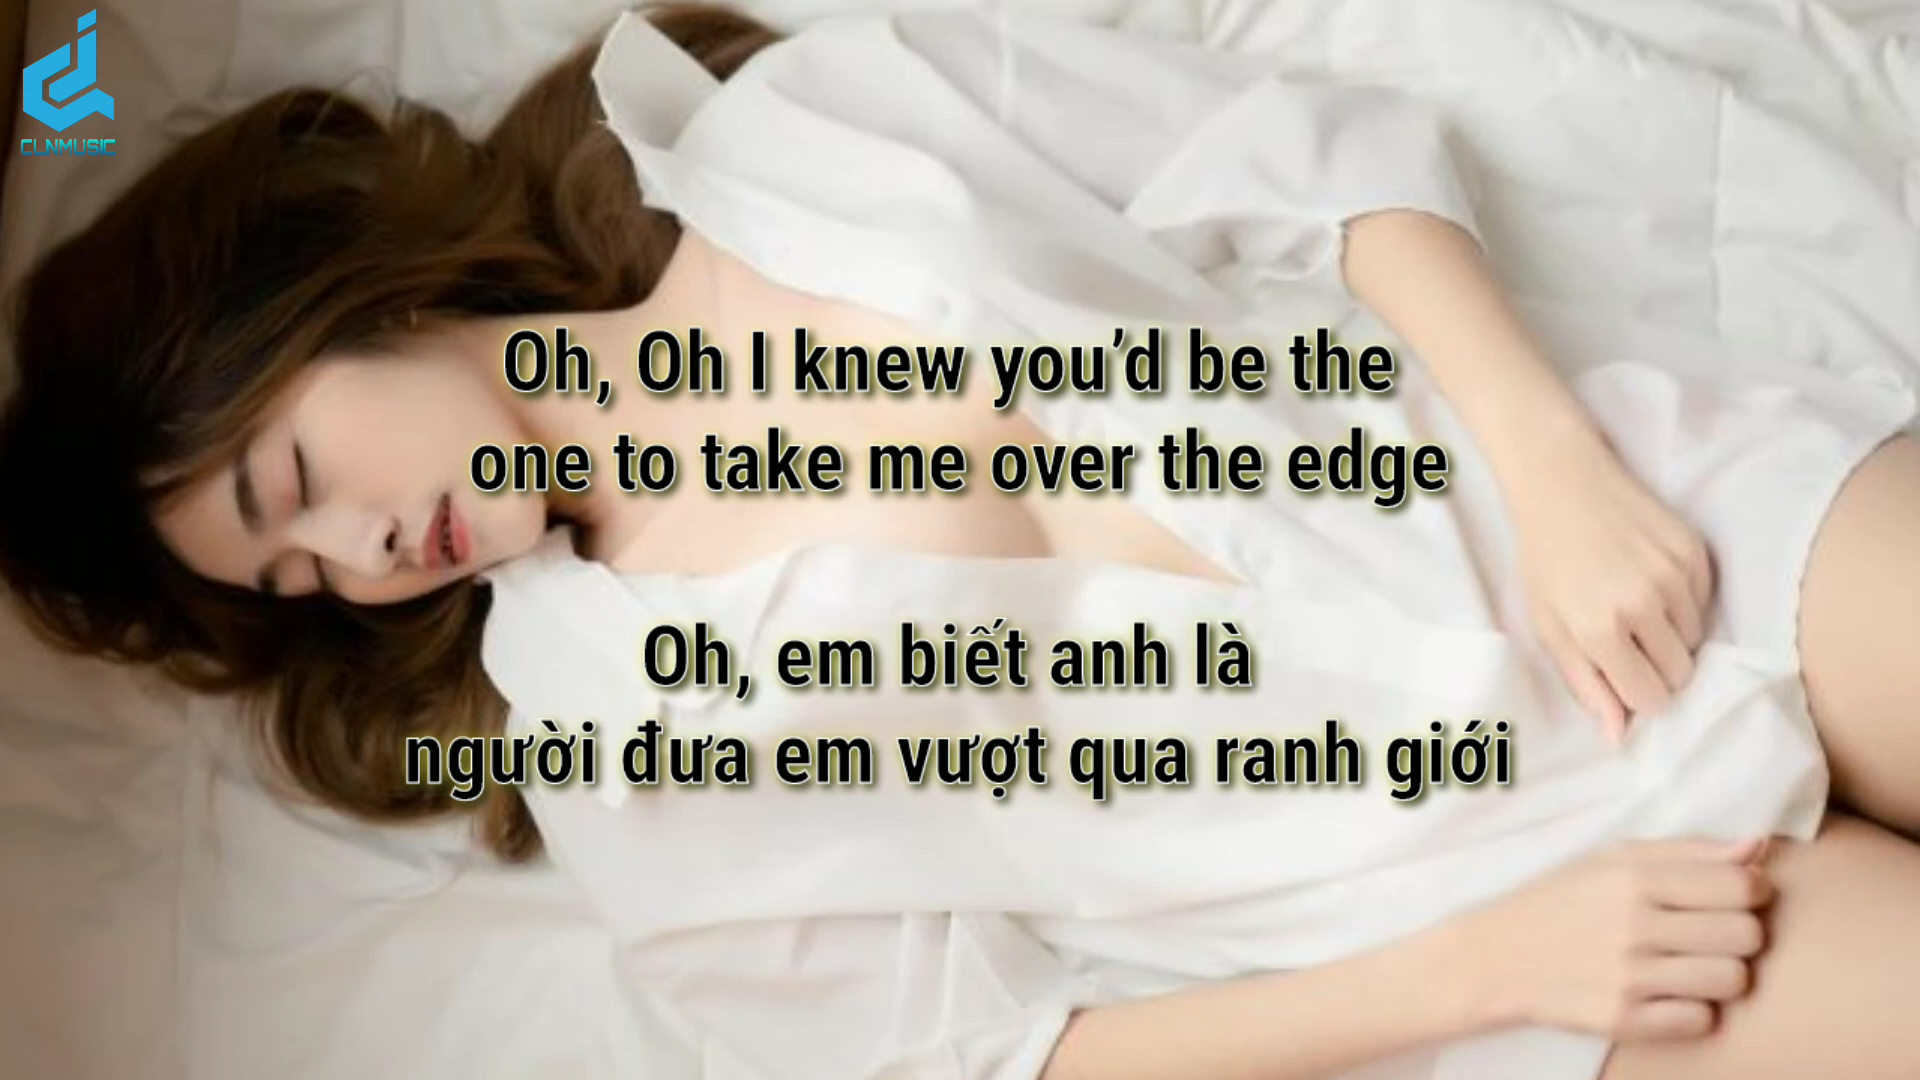 CLNMUSIC
Oh, Oh I knew you’d be the
one to take me over the edge
Oh, em biết anh là
người đưa em vượt qua ranh giới